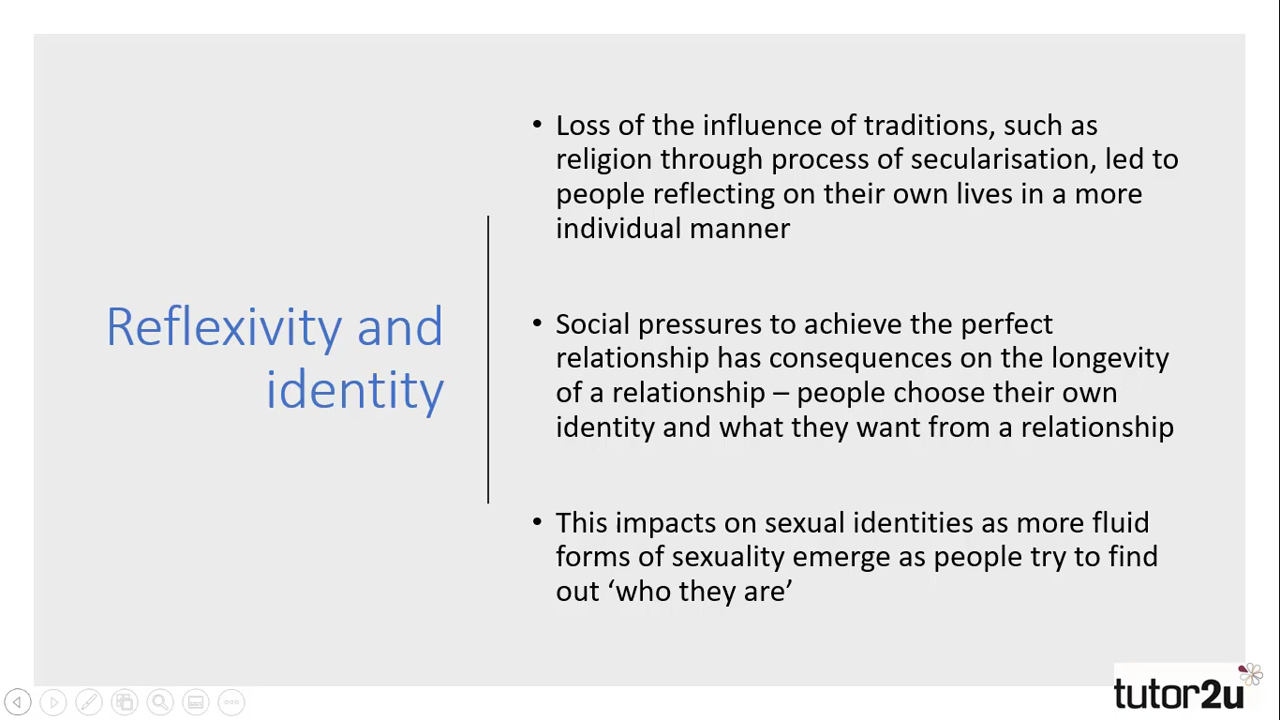 Reflexivity and
identity
• Loss of the influence of traditions, such as
religion through process of secularisation, led to
people reflecting on their own lives in a more
individual manner
• Social pressures to achieve the perfect
relationship has consequences on the longevity
of a relationship – people choose their own
identity and what they want from a relationship
• This impacts on sexual identities as more fluid
forms of sexuality emerge as people try to find
out ‘who they are’
tutor2u